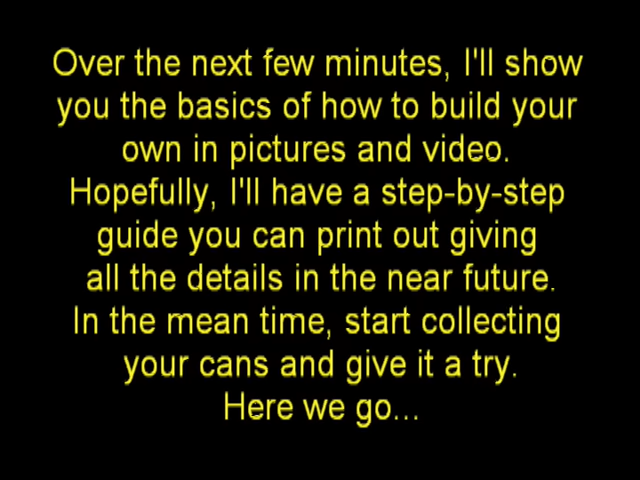 Over the next few minutes, I'll show
you the basics of how to build your
own in pictures and video.
Hopefully, I'll have a step-by-step
guide you can print out giving
all the details in the near future.
In the mean time, start collecting
your cans and give it a try.
Here we go...